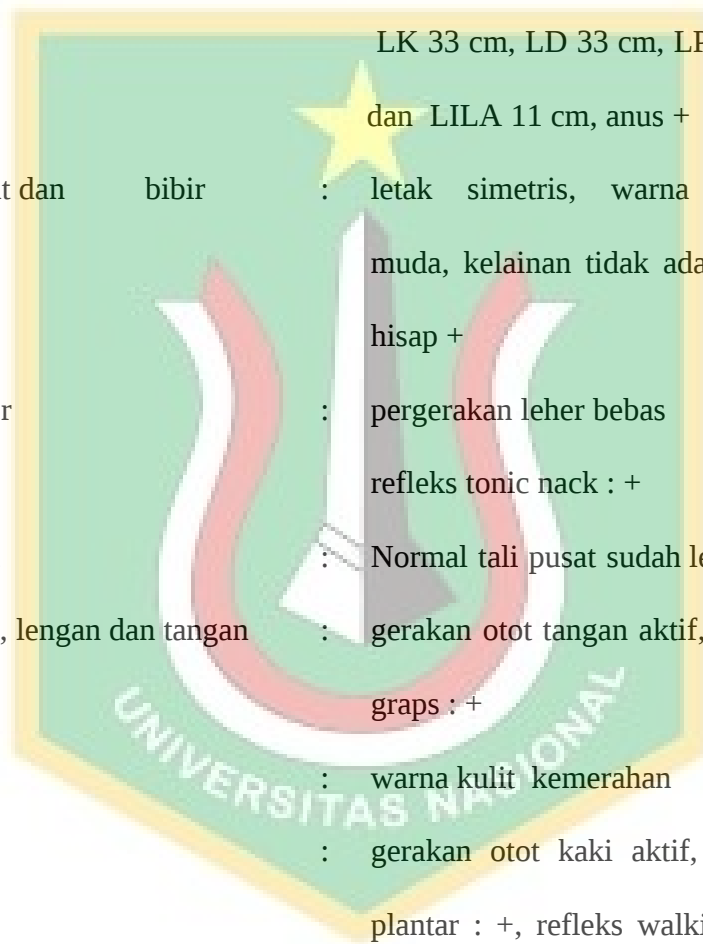 LK 33 cm, LD 33 cm, LP
dan LILA 11 cm, anus +
dan bibir : letak simetris, warna
muda, kelainan tidak ada
hisap +
: pergerakan leher bebas
refleks tonic nack : +
: Normal tali pusat sudah
, lengan dan tangan : gerakan otot tangan aktif,
graps : +
: warna kulit kemerahan
: gerakan otot kaki aktif,
plantar : +, refleks
UNIVERSITAS NASIONAL